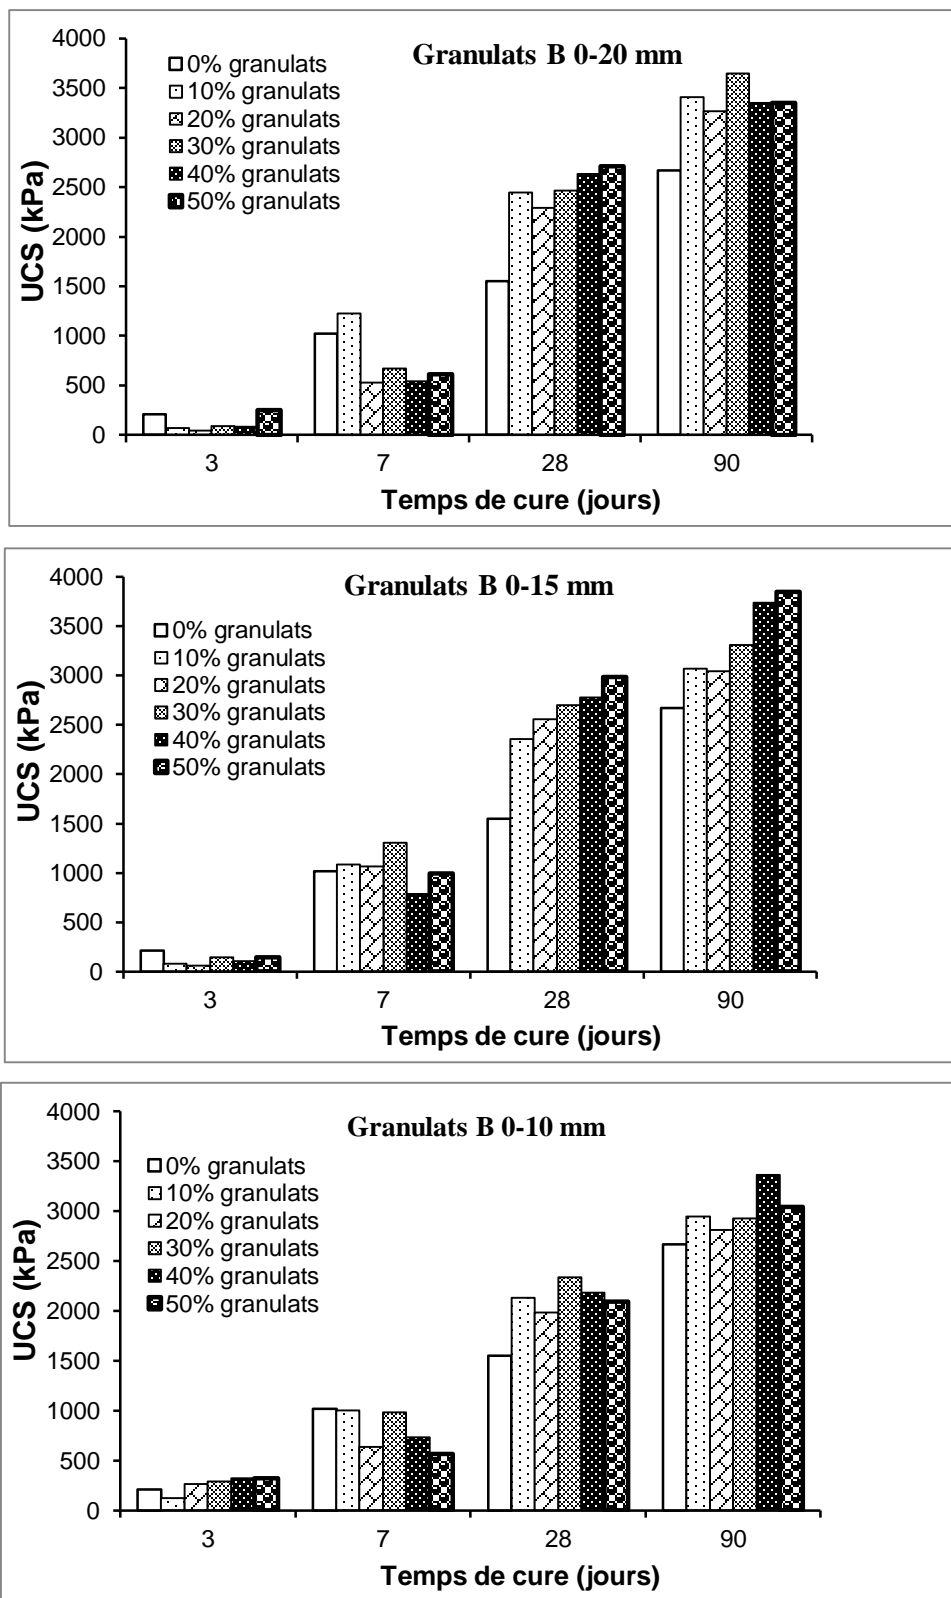 Granulats B 0-20 mm
4000
3500
3000
2500
2000
1500
1000
500
0
UCS (kPa)
0% granulats
10% granulats
20% granulats
30% granulats
40% granulats
50% granulats
3 7 28 90
Temps de cure (jours)
Granulats B 0-15 mm
4000
3500
3000
2500
2000
1500
1000
500
0
UCS (kPa)
0% granulats
10% granulats
20% granulats
30% granulats
40% granulats
50% granulats
3 7 28 90
Temps de cure (jours)
Granulats B 0-10 mm
4000
3500
3000
2500
2000
1500
1000
500
0
UCS (kPa)
0% granulats
10% granulats
20% granulats
30% granulats
40% granulats
50% granulats
3 7 28 90
Temps de cure (jours)